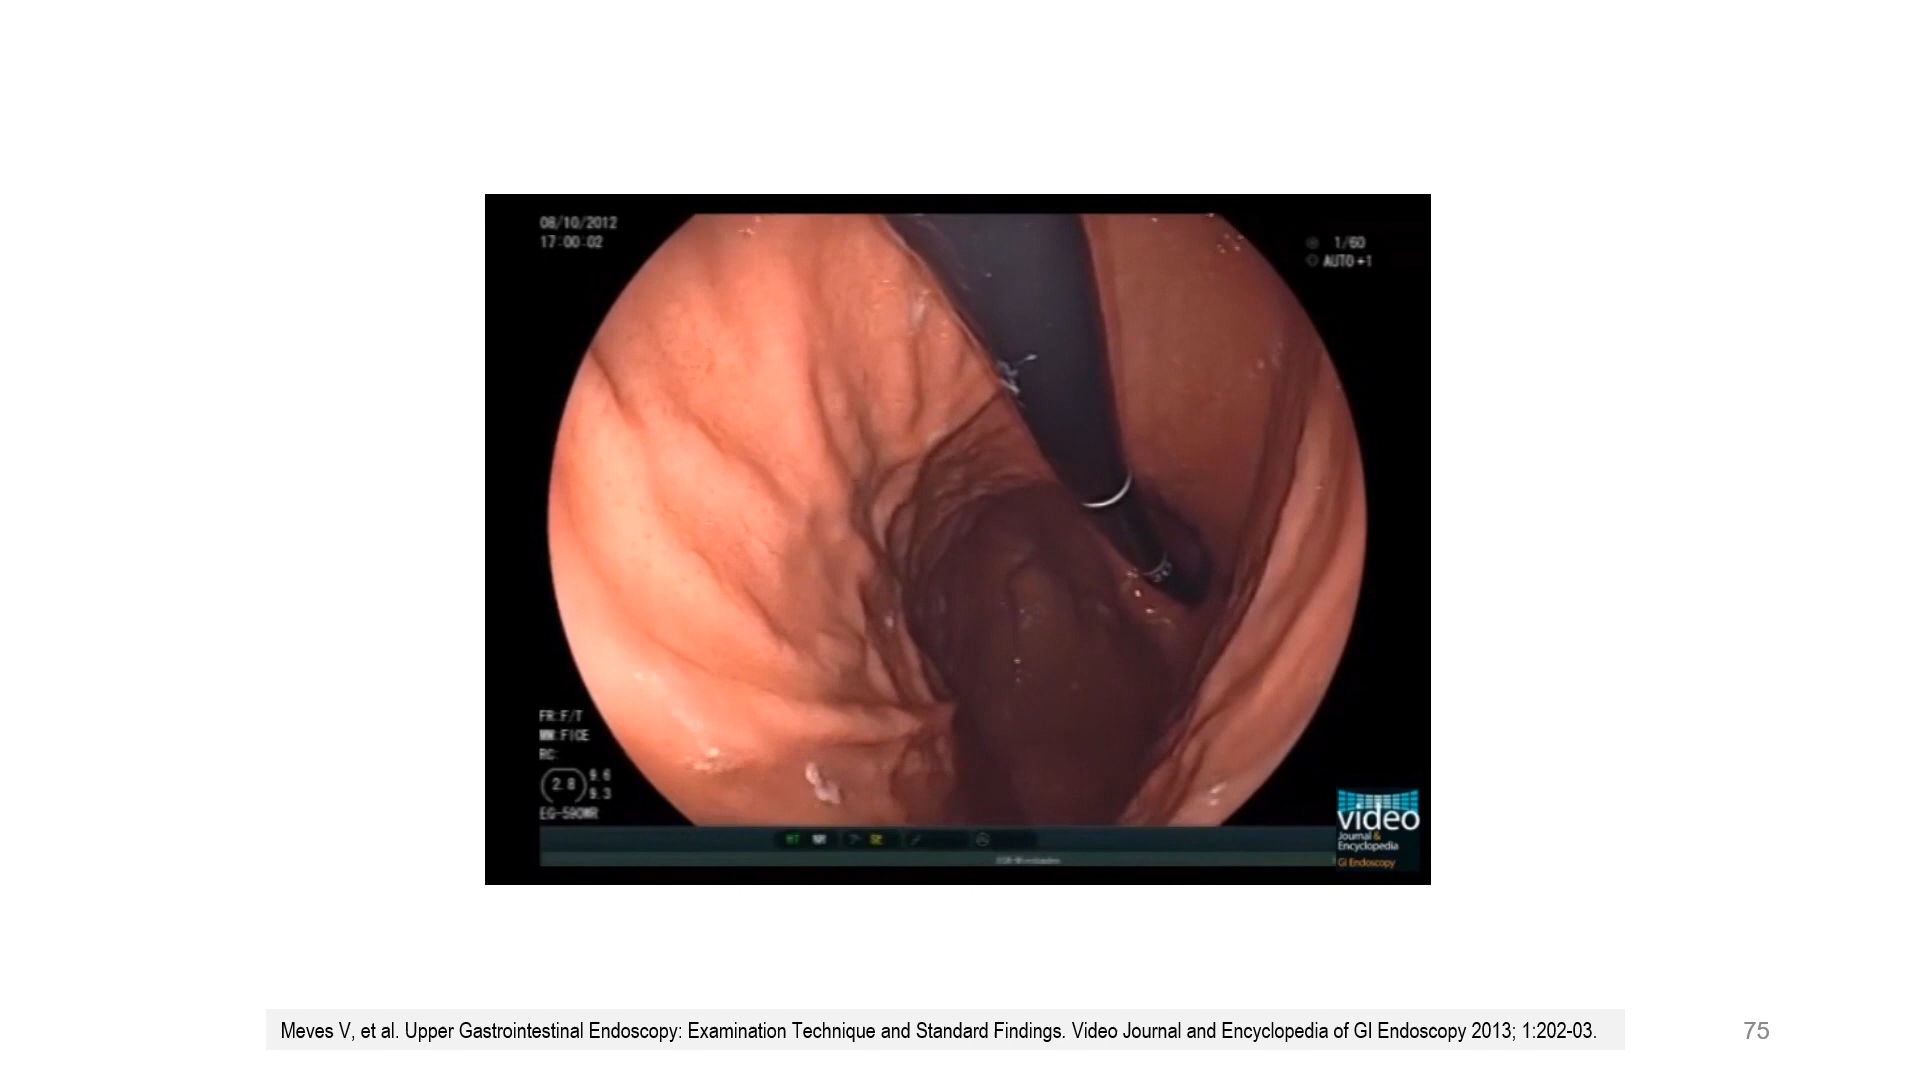 08/10/2012
17:00:02
1/60
AUTO+1
FR:F/T
MM:FICE
RC:
2.8
9.6
9.3
EG-590WR
video
Journal &
Encyclopedia
GI Endoscopy
Meves V, et al. Upper Gastrointestinal Endoscopy: Examination Technique and Standard Findings. Video Journal and Encyclopedia of GI Endoscopy 2013; 1:202-03.
75